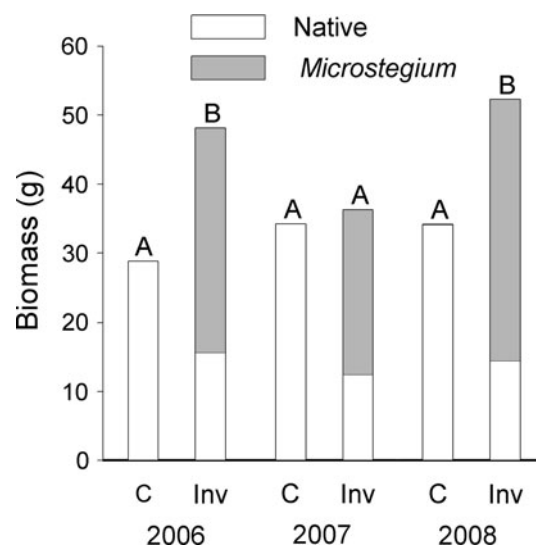 Native
Microstegium
60
50
40
30
20
10
0
Biomass (g)
A
B
A
A
A
B
C Inv C Inv C Inv
2006 2007 2008